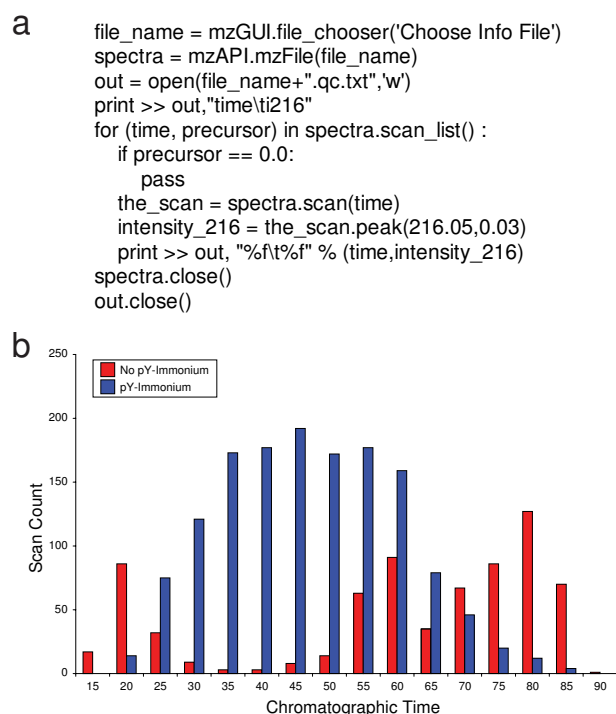 a
file_name = mzGUI.file_chooser('Choose Info File')
spectra = mzAPI.mzFile(file_name)
out = open(file_name+".qc.txt",'w')
print >> out,"time\ti216"
for (time, precursor) in spectra.scan_list() :
if precursor == 0.0:
pass
the_scan = spectra.scan(time)
intensity_216 = the_scan.peak(216.05,0.03)
print >> out, "%f\t%f" % (time,intensity_216)
spectra.close()
out.close()
b
250
No pY-Immonium
pY-Immonium
200
150
100
50
0
Scan Count
15 20 25 30 35 40 45 50 55 60 65 70 75 80 85 90
Chromatographic Time